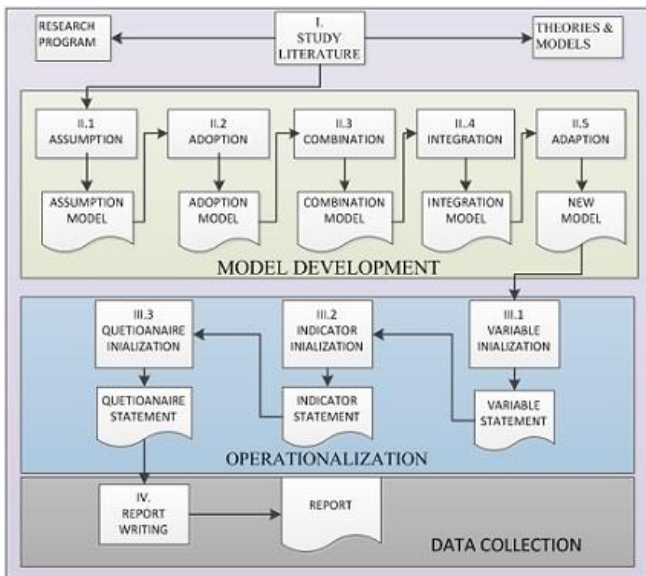 RESEARCH
PROGRAM
I.
STUDY
LITERATURE
THEORIES &
MODELS
II.1
ASSUMPTION
II.2
ADOPTION
II.3
COMBINATION
II..4
INTEGRATION
II.5
ADAPTION
ASSUMPTION
MODEL
ADOPTION
MODEL
COMBINATION
MODEL
INTEGRATION
MODEL
NEW
MODEL
MODEL DEVELOPMENT
III.3
QUETIOANAIRE
INIALIZATION
III.2
INDICATOR
INIALIZATION
III.1
VARIABLE
INIALIZATION
QUETIOANAIRE
STATEMENT
INDICATOR
STATEMENT
VARIABLE
STATEMENT
OPERATIONALIZATION
IV.
REPORT
WRITING
REPORT
DATA COLLECTION